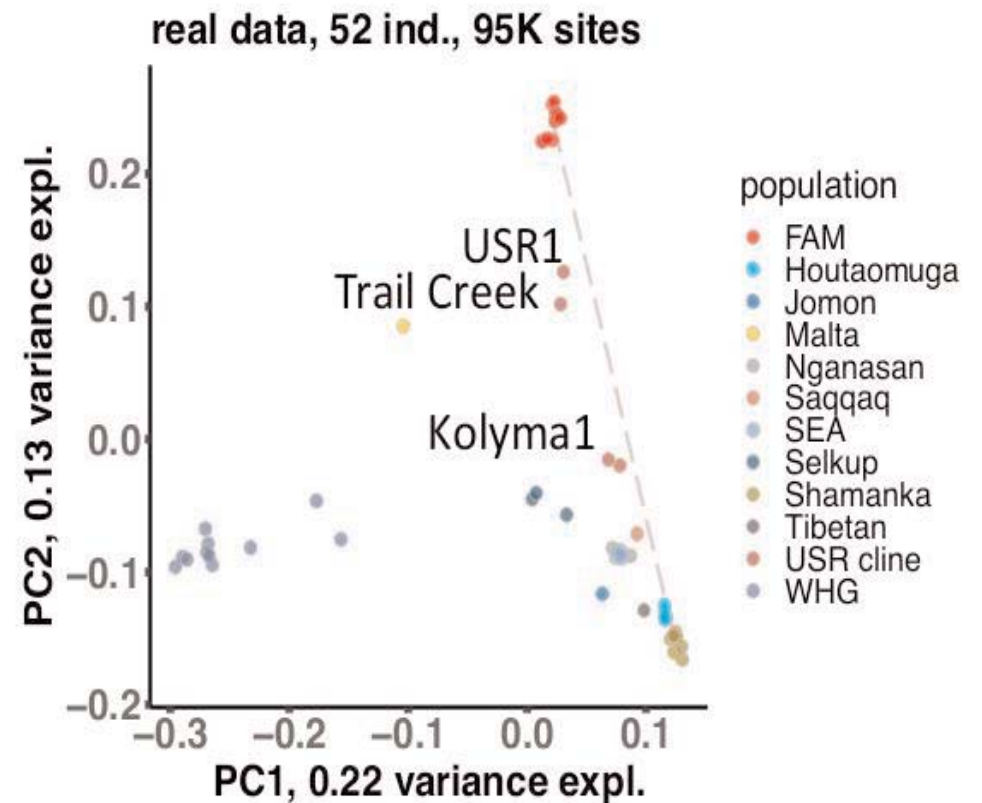 real data, 52 ind., 95K sites
PC2, 0.13 variance expl.
0.2
0.1
0.0
−0.1
−0.2
USR1
Trail Creek
Kolyma1
−0.3 −0.2 −0.1 0.0 0.1
PC1, 0.22 variance expl.
population
FAM
Houtaomuga
Jomon
Malta
Nganasan
Saqqaq
SEA
Selkup
Shamanka
Tibetan
USR cline
WHG